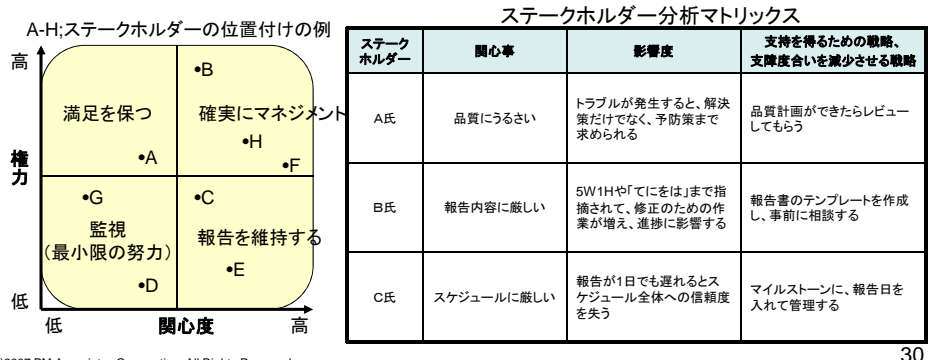 A-H;ステークホルダーの位置付けの例
高
権力
低
•B
満足を保つ
確実にマネジメント
•H
•A
•F
•G
•C
監視
(最小限の努力)
報告を維持する
•E
•D
低
関心度
高
ステークホルダー分析マトリックス
ステーク
ホルダー
関心事
影響度
支持を得るための戦略、
支障度合いを減少させる戦略
A氏
品質にうるさい
トラブルが発生すると、解決
策だけでなく、予防策まで
求められる
品質計画ができたらレビュー
してもらう
B氏
報告内容に厳しい
5W1Hや「てにをは」まで指
摘されて、修正のための作
業が増え、進捗に影響する
報告書のテンプレートを作成
し、事前に相談する
C氏
スケジュールに厳しい
報告が1日でも遅れるとス
ケジュール全体への信頼度
を失う
マイルストーンに、報告日を
入れて管理する
30